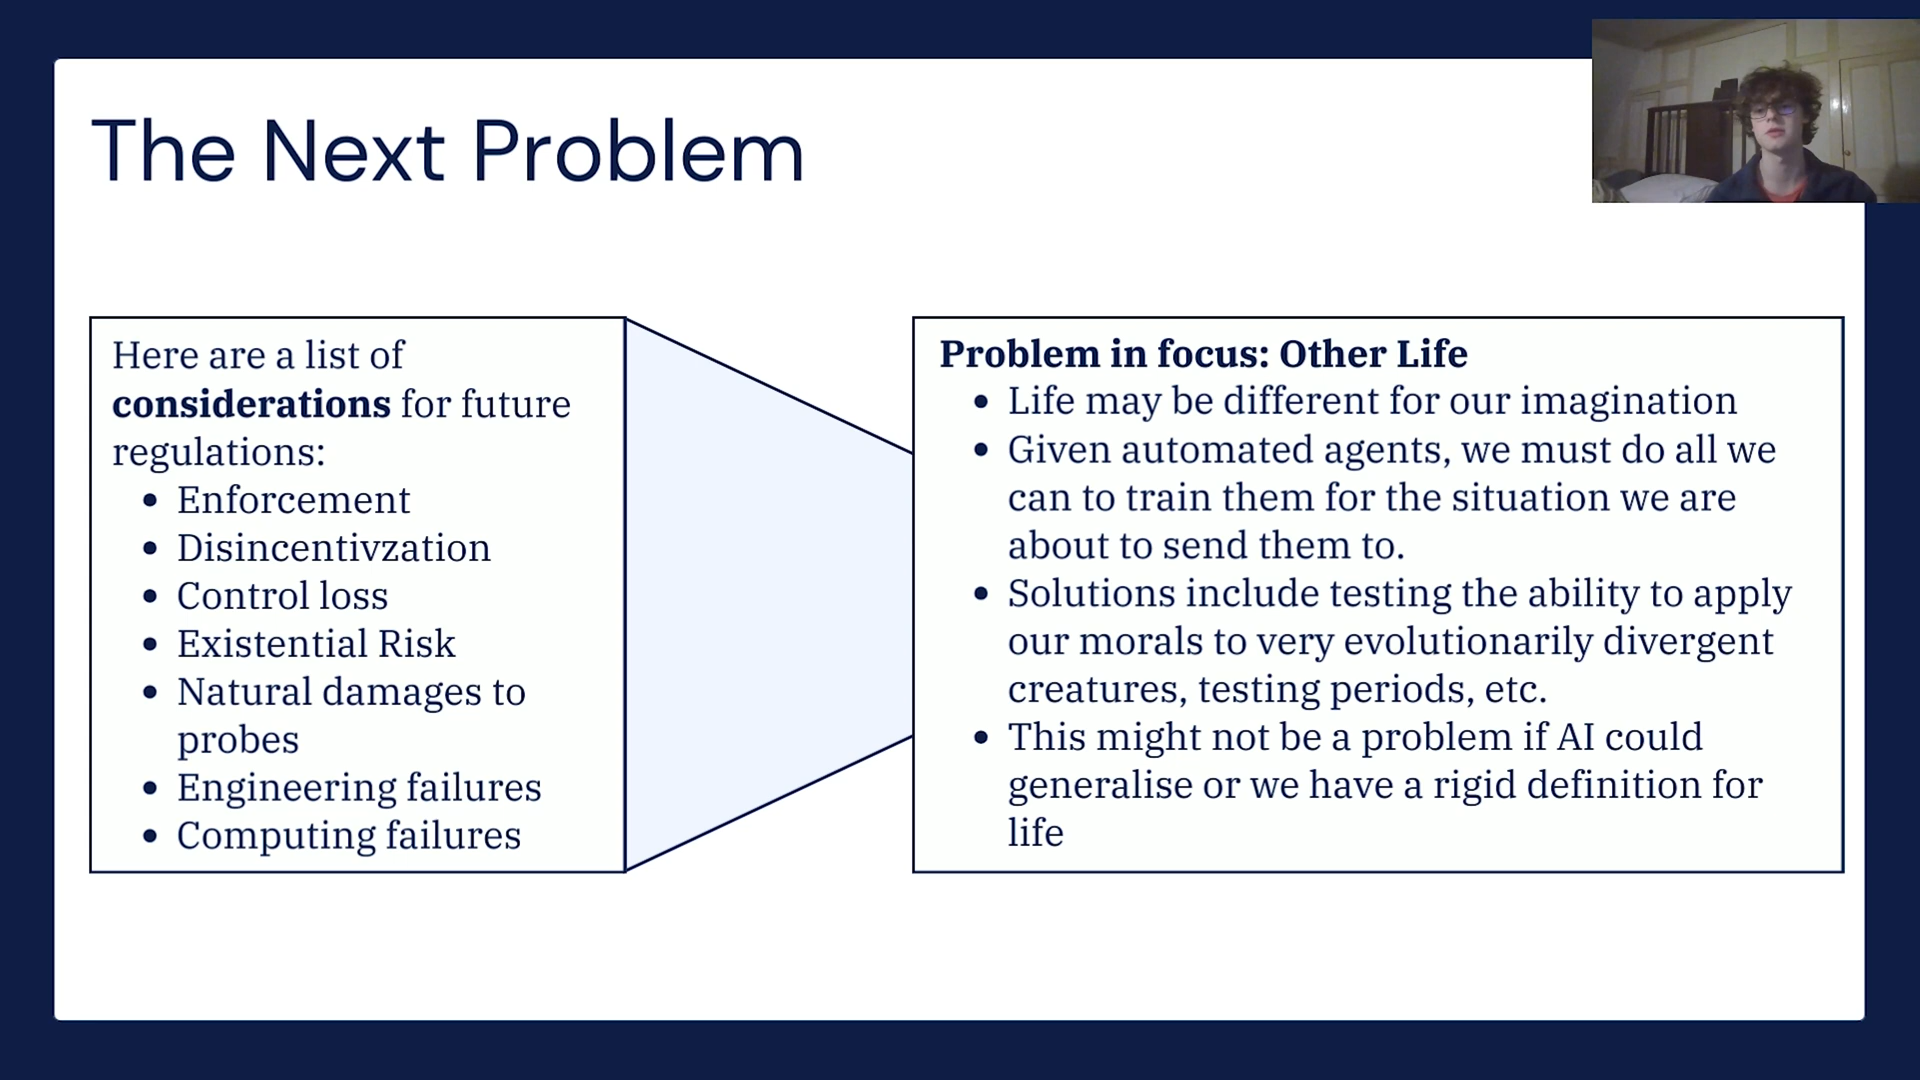 The Next Problem
Here are a list of
considerations for future
regulations:
• Enforcement
• Disincentivzation
• Control loss
• Existential Risk
• Natural damages to
probes
• Engineering failures
• Computing failures
Problem in focus: Other Life
• Life may be different for our imagination
• Given automated agents, we must do all we
can to train them for the situation we are
about to send them to.
• Solutions include testing the ability to apply
our morals to very evolutionarily divergent
creatures, testing periods, etc.
• This might not be a problem if AI could
generalise or we have a rigid definition for
life